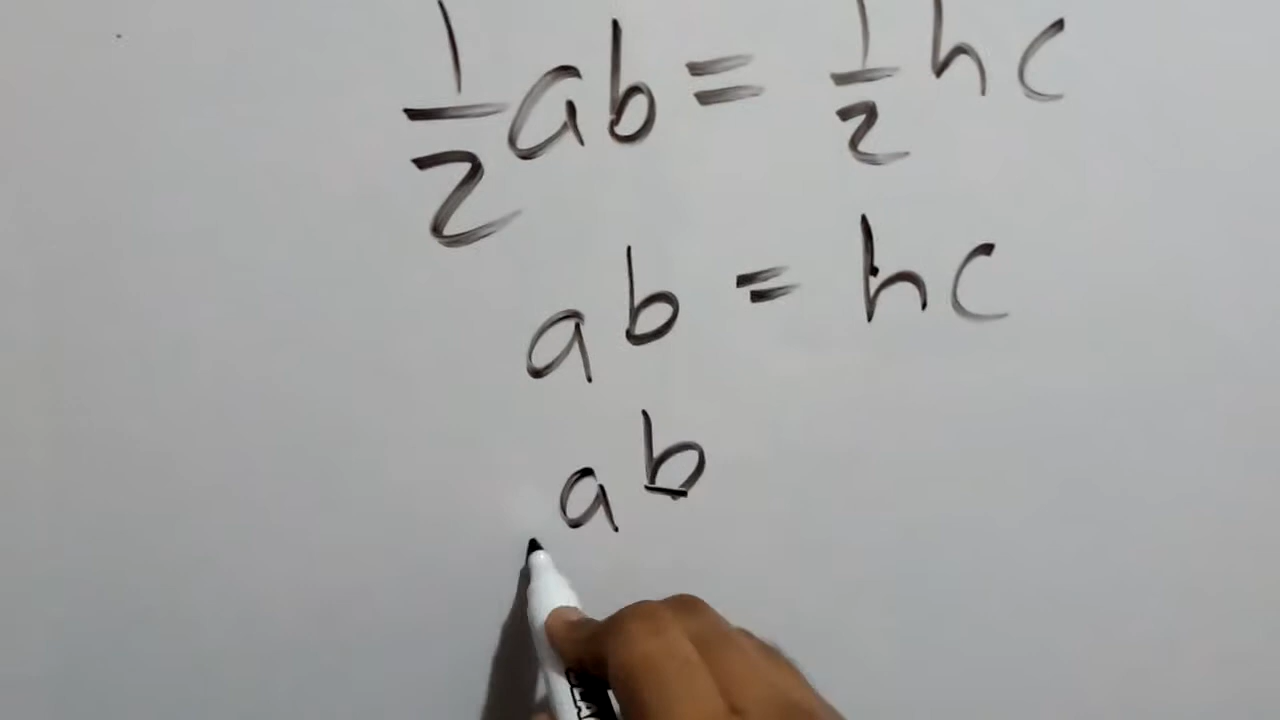 1/2 ab = 1/2 hc
ab = hc
ab